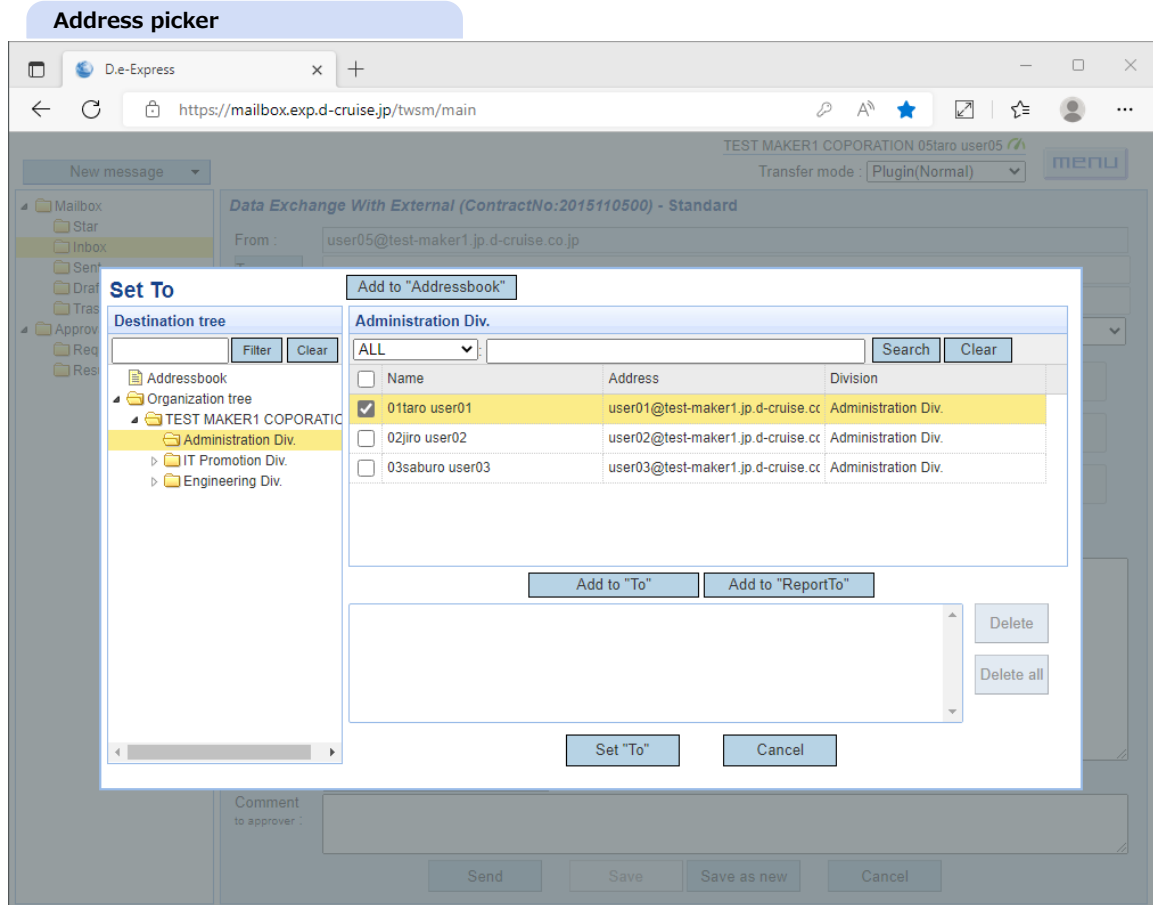 Address picker
D.e-Express
https://mailbox.exp.d-cruise.jp/twsm/main
TEST MAKER1 COPORATION 05taro user05
New message
Transfer mode : Plugin(Normal)
menu
Mailbox
Star
Inbox
Sent
Draf
Tras
Approv
Req
Res
Data Exchange With External (ContractNo:2015110500) - Standard
From : user05@test-maker1.jp.d-cruise.co.jp
Set To
Add to "Addressbook"
Destination tree
Filter
Clear
Addressbook
Organization tree
TEST MAKER1 COPORATIC
Administration Div.
IT Promotion Div.
Engineering Div.
Administration Div.
ALL : Search Clear
Name Address Division
01taro user01 user01@test-maker1.jp.d-cruise.cc Administration Div.
02jiro user02 user02@test-maker1.jp.d-cruise.cc Administration Div.
03saburo user03 user03@test-maker1.jp.d-cruise.cc Administration Div.
Add to "To" Add to "ReportTo"
Delete
Delete all
Set "To" Cancel
Comment
to approver :
Send Save Save as new Cancel